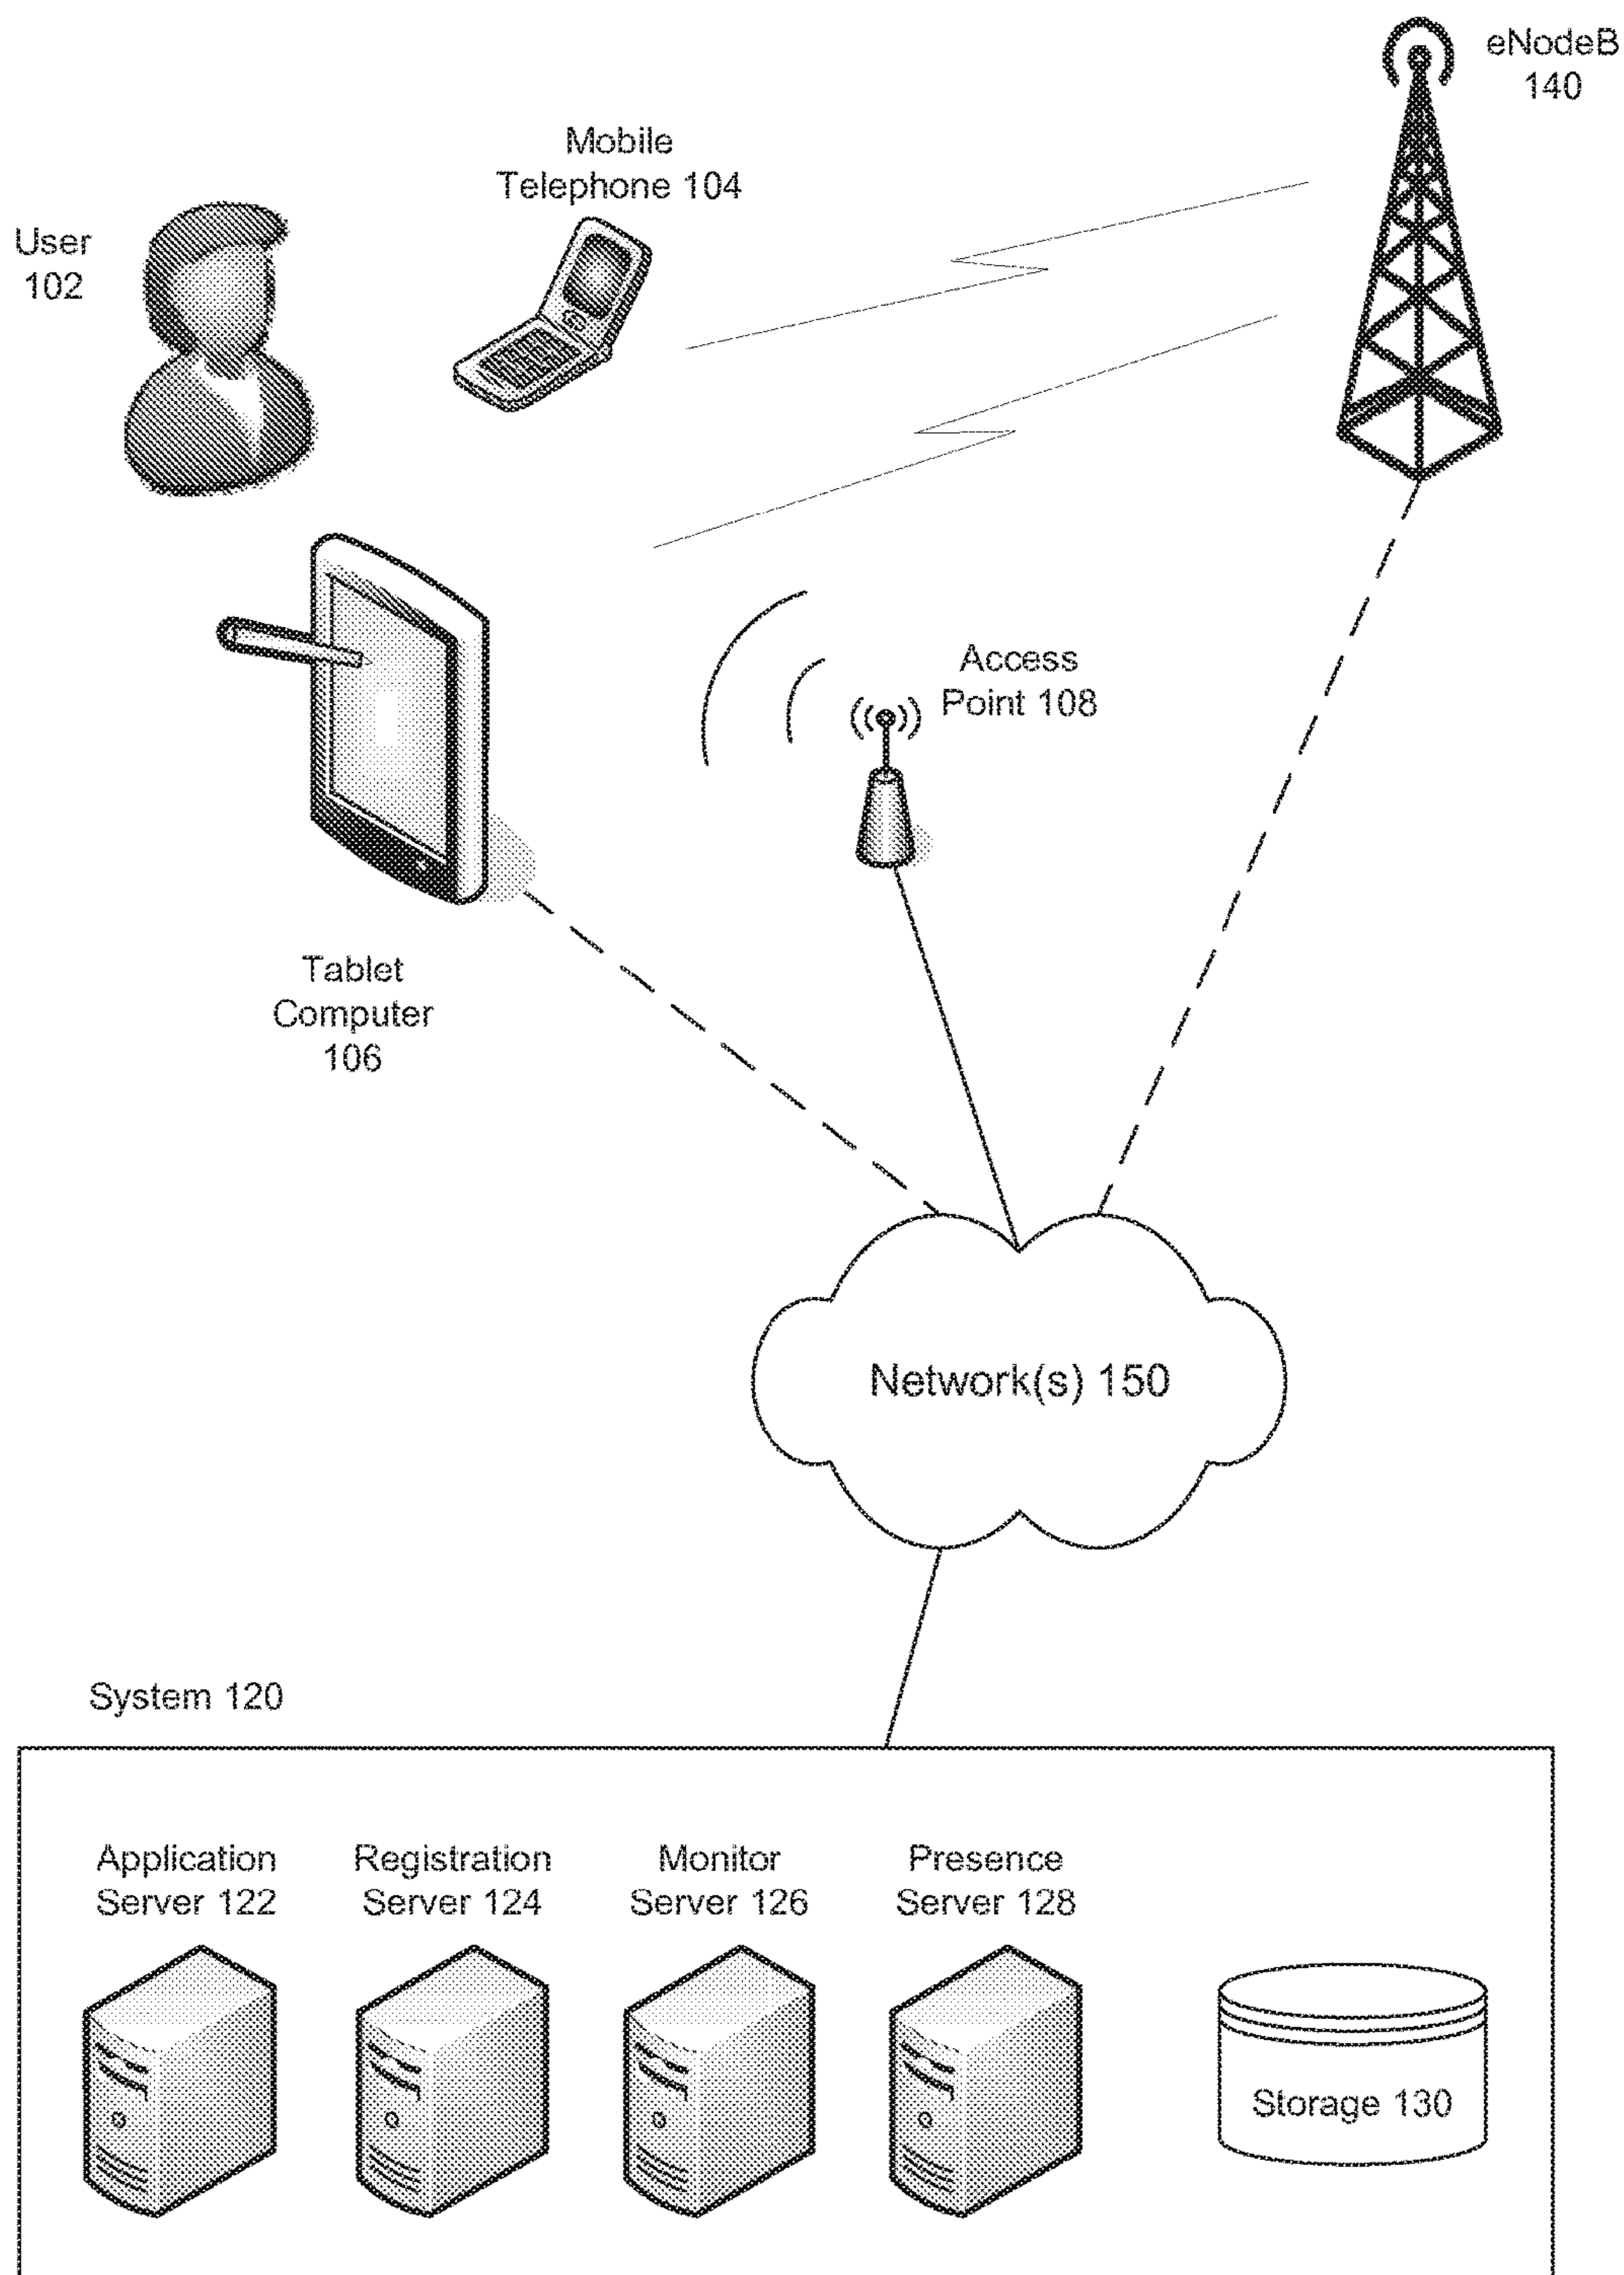 eNodeB
140
Mobile
Telephone 104
User
102
Access
Point 108
Tablet
Computer
106
Network(s) 150
System 120
Application
Server 122
Registration
Server 124
Monitor
Server 126
Presence
Server 128
Storage 130